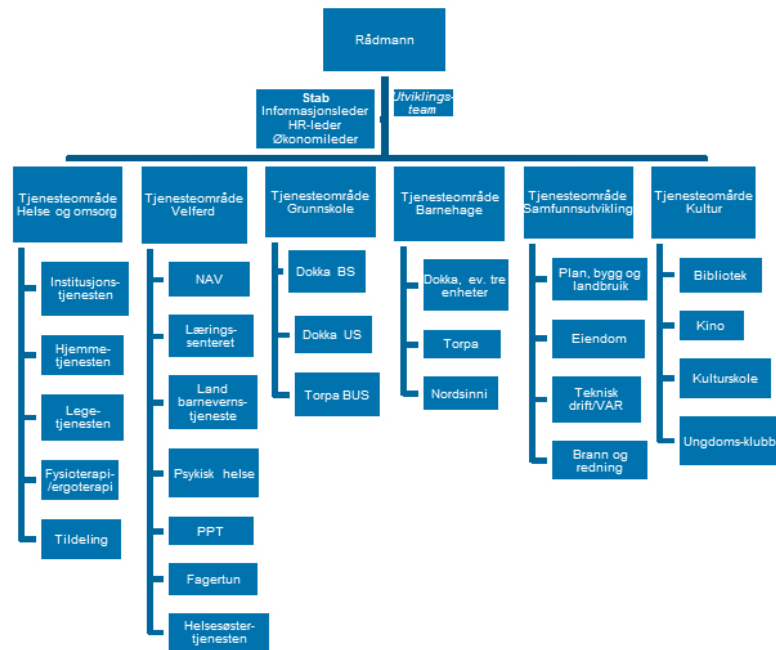 Rådmann
Stab
Informasjonsleder
HR-leder
Økonomileder
Utviklings-
team
Tjenesteområde
Helse og omsorg
Tjenesteområde
Velferd
Tjenesteområde
Grunnskole
Tjenesteområde
Barnehage
Tjenesteområde
Samfunnsutvikling
Tjenesteomårde
Kultur
Institusjons-
tjenesten
Hjemme-
tjenesten
Lege-
tjenesten
Fysioterapi-
/ergoterapi
Tildeling
NAV
Lærings-
senteret
Land
barneverns-
tjeneste
Psykisk helse
PPT
Fagertun
Helsesøster-
tjenesten
Dokka BS
Dokka US
Torpa BUS
Dokka, ev. tre
enheter
Torpa
Nordsinni
Plan, bygg og
landbruik
Eiendom
Teknisk
drift/VAR
Brann og
redning
Bibliotek
Kino
Kulturskole
Ungdoms-klubb